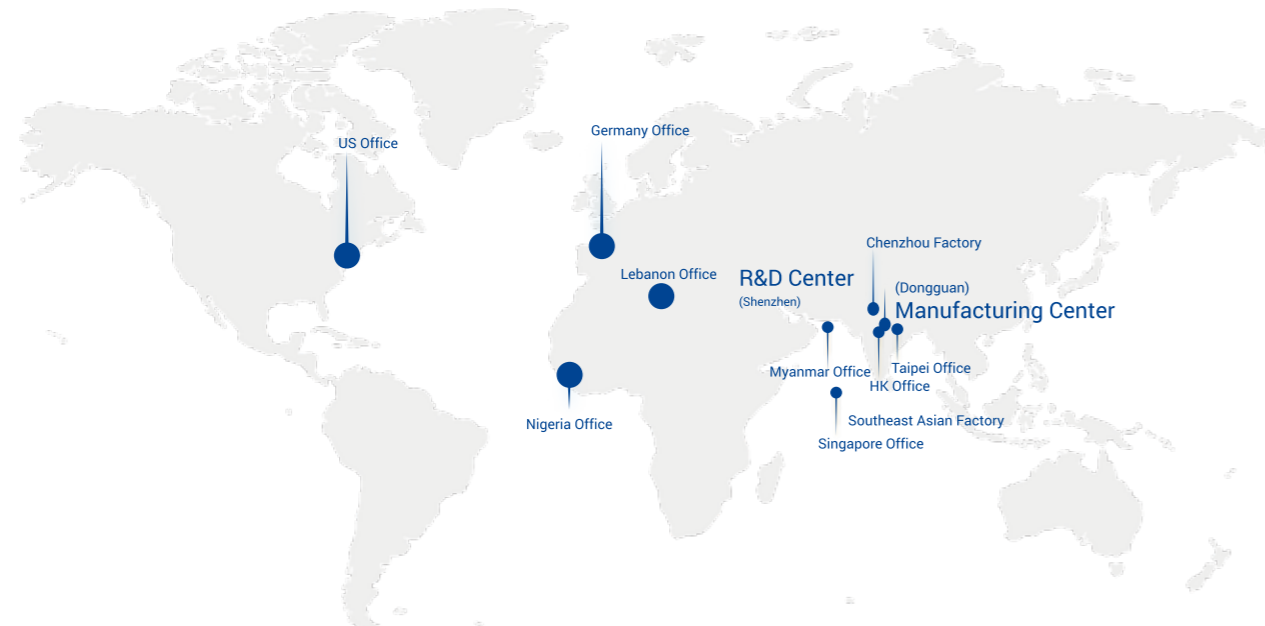 Germany Office
US Office
Chenzhou Factory
Lebanon Office
R&D Center
(Shenzhen)
(Dongguan)
Manufacturing Center
Myanmar Office
Taipei Office
HK Office
Nigeria Office
Southeast Asian Factory
Singapore Office